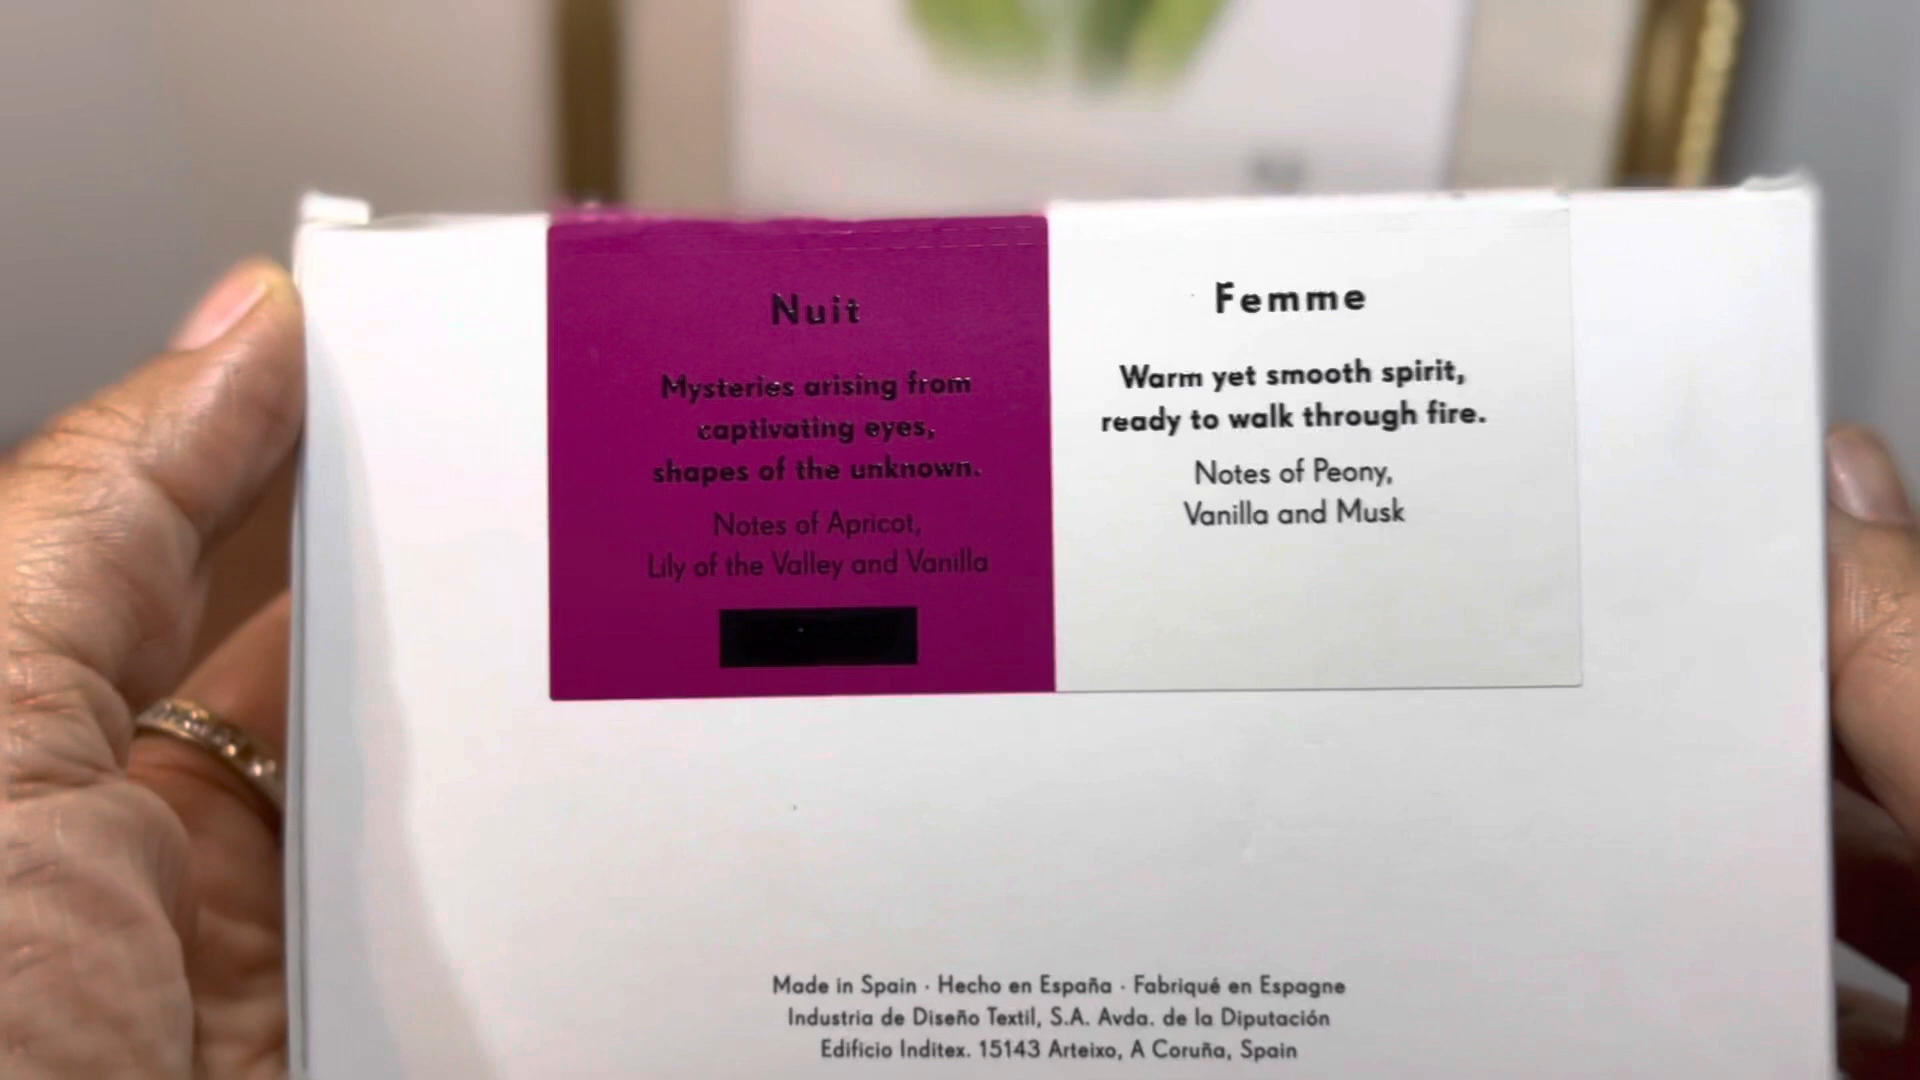 Nuit
Mysteries arising from
captivating eyes,
shapes of the unknown.
Notes of Apricot,
Lily of the Valley and Vanilla
Femme
Warm yet smooth spirit,
ready to walk through fire.
Notes of Peony,
Vanilla and Musk
Made in Spain · Hecho en España · Fabriqué en Espagne
Industria de Diseño Textil, S.A. Avda. de la Diputación
Edificio Inditex. 15143 Arteixo, A Coruña, Spain